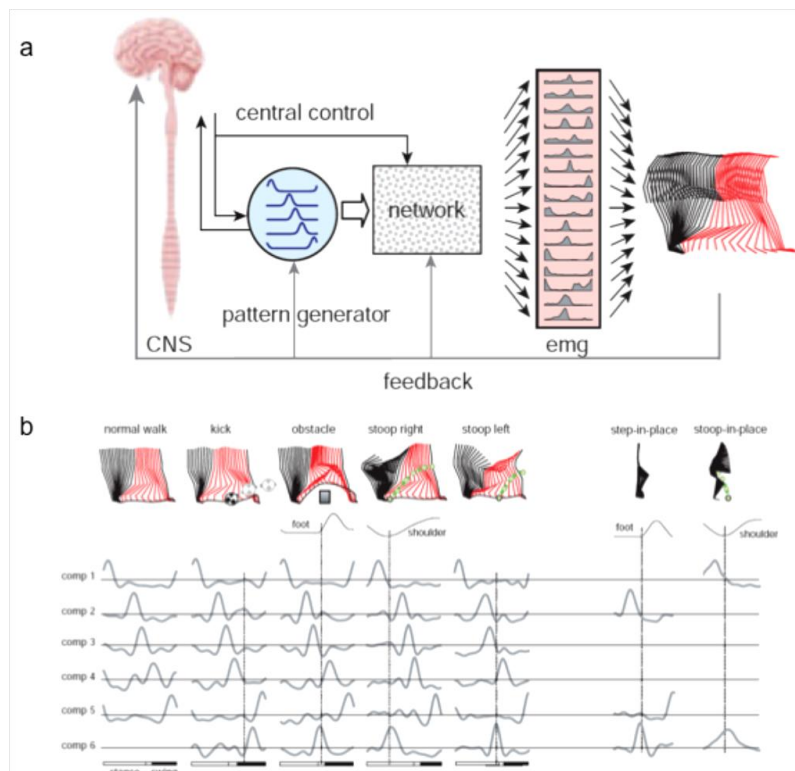 a
central control
network
pattern generator
CNS
emg
feedback
b
normal walk kick obstacle stoop right stoop left step-in-place stoop-in-place
foot shoulder foot shoulder
comp 1
comp 2
comp 3
comp 4
comp 5
comp 6